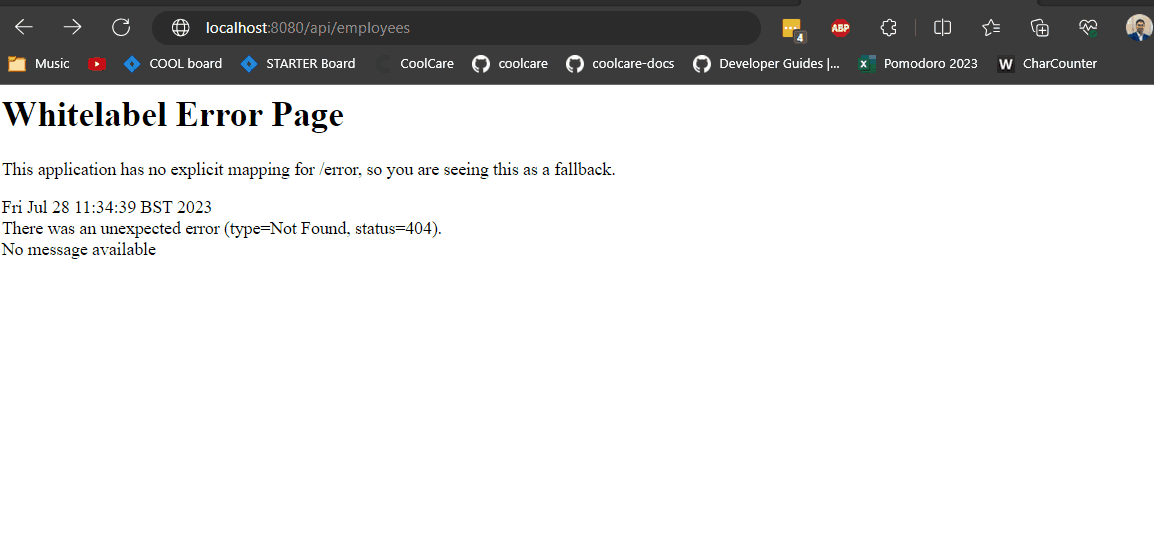 localhost:8080/api/employees
4
ABP
Music
COOL board
STARTER Board
CoolCare
coolcare
coolcare-docs
Developer Guides |...
Pomodoro 2023
W
CharCounter
Whitelabel Error Page
This application has no explicit mapping for /error, so you are seeing this as a fallback.
Fri Jul 28 11:34:39 BST 2023
There was an unexpected error (type=Not Found, status=404).
No message available